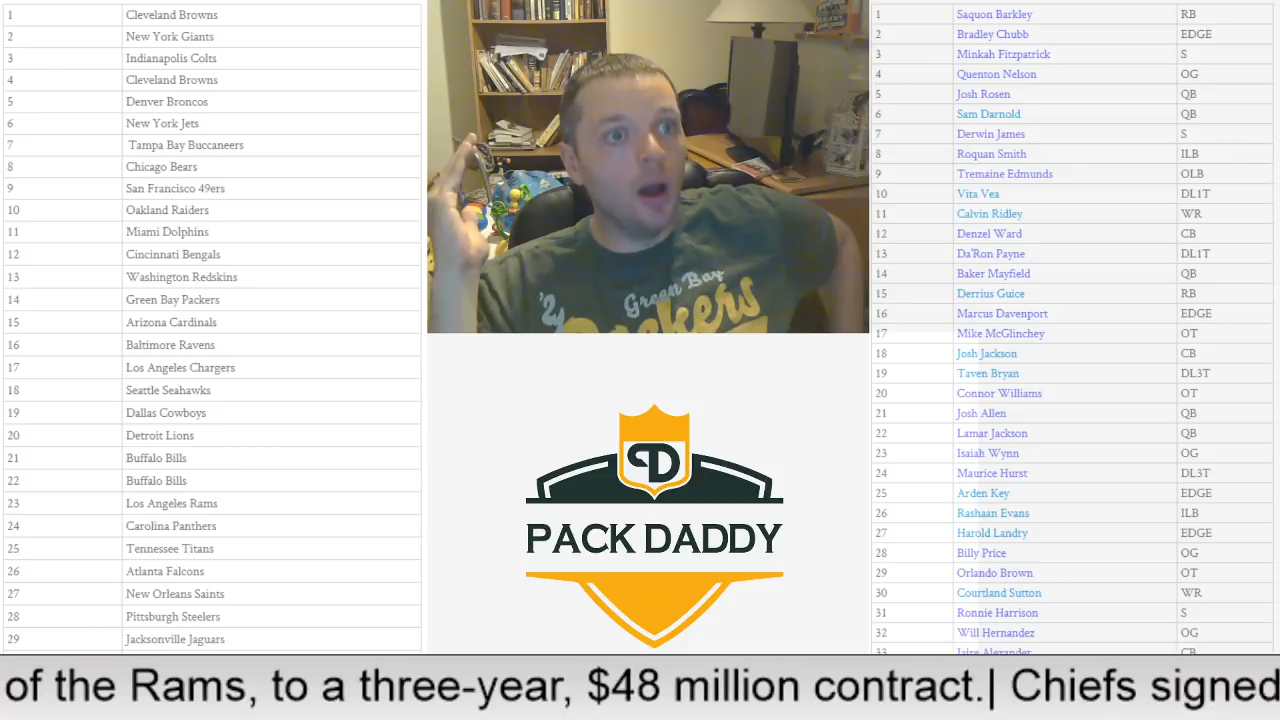 1 Cleveland Browns
2 New York Giants
3 Indianapolis Colts
4 Cleveland Browns
5 Denver Broncos
6 New York Jets
7 Tampa Bay Buccaneers
8 Chicago Bears
9 San Francisco 49ers
10 Oakland Raiders
11 Miami Dolphins
12 Cincinnati Bengals
13 Washington Redskins
14 Green Bay Packers
15 Arizona Cardinals
16 Baltimore Ravens
17 Los Angeles Chargers
18 Seattle Seahawks
19 Dallas Cowboys
20 Detroit Lions
21 Buffalo Bills
22 Buffalo Bills
23 Los Angeles Rams
24 Carolina Panthers
25 Tennessee Titans
26 Atlanta Falcons
27 New Orleans Saints
28 Pittsburgh Steelers
29 Jacksonville Jaguars
Green Bay
Packers
PD
PACK DADDY
1 Saquon Barkley RB
2 Bradley Chubb EDGE
3 Minkah Fitzpatrick S
4 Quenton Nelson OG
5 Josh Rosen QB
6 Sam Darnold QB
7 Derwin James S
8 Roquan Smith ILB
9 Tremaine Edmunds OLB
10 Vita Vea DL1T
11 Calvin Ridley WR
12 Denzel Ward CB
13 Da'Ron Payne DL1T
14 Baker Mayfield QB
15 Derrius Guice RB
16 Marcus Davenport EDGE
17 Mike McGlinchey OT
18 Josh Jackson CB
19 Taven Bryan DL3T
20 Connor Williams OT
21 Josh Allen QB
22 Lamar Jackson QB
23 Isaiah Wynn OG
24 Maurice Hurst DL3T
25 Arden Key EDGE
26 Rashaan Evans ILB
27 Harold Landry EDGE
28 Billy Price OG
29 Orlando Brown OT
30 Courtland Sutton WR
31 Ronnie Harrison S
32 Will Hernandez OG
33 Jaire Alexander CB
of the Rams, to a three-year, $48 million contract.| Chiefs signed